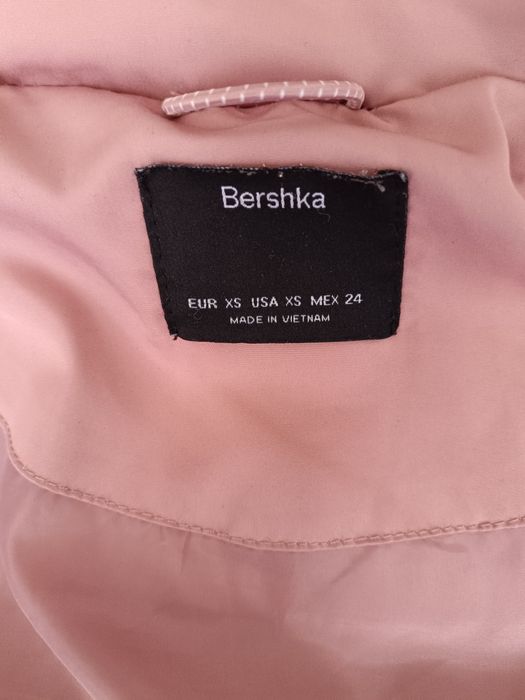 Bershka
EUR XS USA XS MEX 24
MADE IN VIETNAM